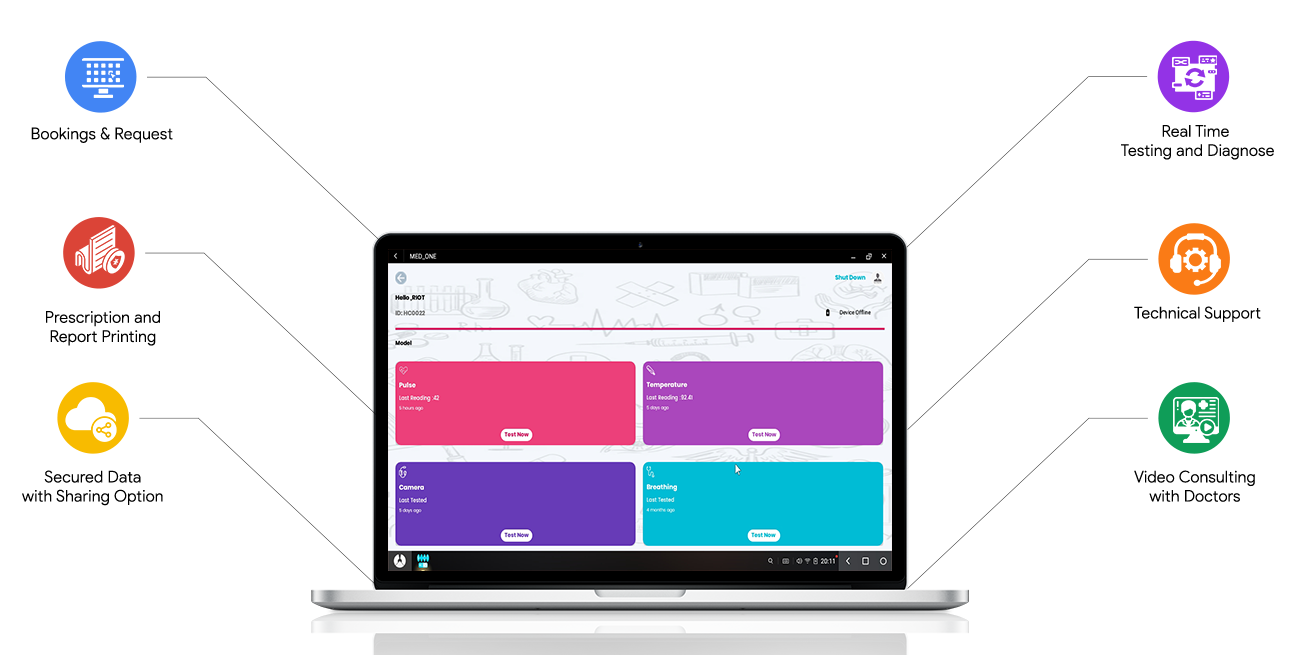 Bookings & Request
Prescription and
Report Printing
Secured Data
with Sharing Option
MED_ONE
Shut Down
Hello ,RIOT
ID: HC0022
Device Offline
Model
Pulse
Last Reading :42
5 hours ago
Test Now
Temperature
Last Reading :92.41
5 days ago
Test Now
Camera
Last Tested
5 days ago
Test Now
Breathing
Last Tested
4 months ago
Test Now
20:11
Real Time
Testing and Diagnose
Technical Support
Video Consulting
with Doctors